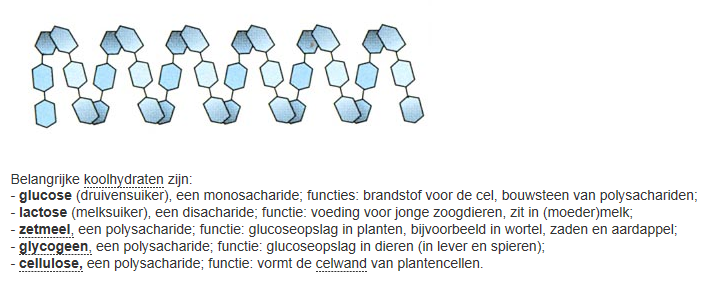 Belangrijke koolhydraten zijn:
- glucose (druivensuiker), een monosacharide; functies: brandstof voor de cel, bouwsteen van polysachariden;
- lactose (melksuiker), een disacharide; functie: voeding voor jonge zoogdieren, zit in (moeder)melk;
- zetmeel, een polysacharide; functie: glucoseopslag in planten, bijvoorbeeld in wortel, zaden en aardappel;
- glycogeen, een polysacharide; functie: glucoseopslag in dieren (in lever en spieren);
- cellulose, een polysacharide; functie: vormt de celwand van plantencellen.